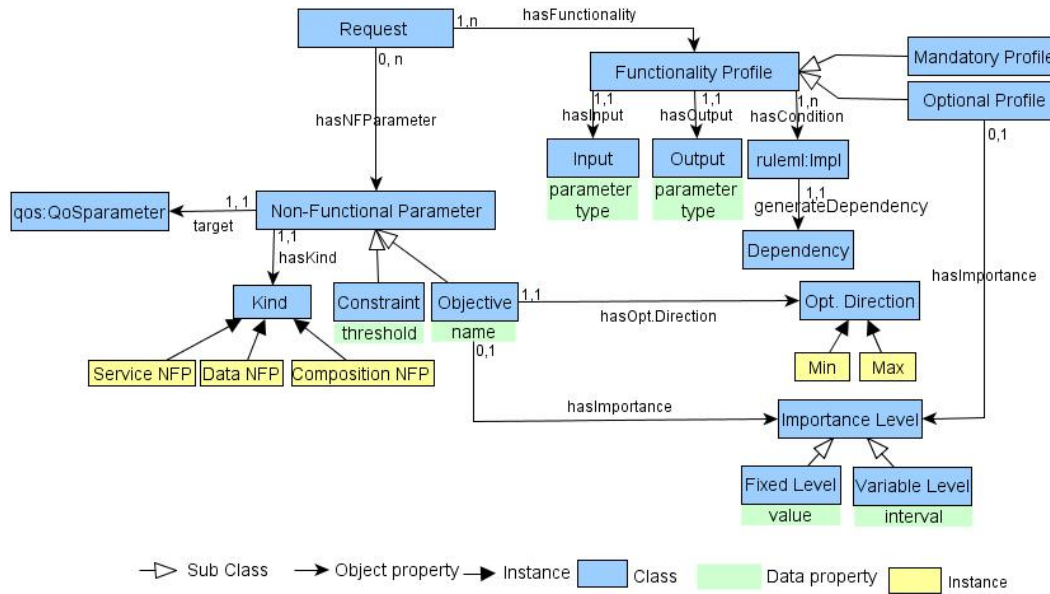 hasFunctionality
1,n
Request
0, n
Mandatory Profile
Functionality Profile
Optional Profile
1,1
1,1
1,n
hasInput
hasOutput
hasCondition
0,1
hasNFParameter
Input
Output
ruleml:Impl
parameter
type
parameter
type
1,1
generateDependency
qos:QoSparameter
1, 1
Non-Functional Parameter
target
1,1
hasKind
Dependency
hasImportance
Kind
Constraint
Objective
1,1
Opt. Direction
threshold
name
hasOpt.Direction
0,1
Service NFP
Data NFP
Composition NFP
Min
Max
hasImportance
Importance Level
Fixed Level
Variable Level
value
interval
Sub Class
Object property
Instance
Class
Data property
Instance